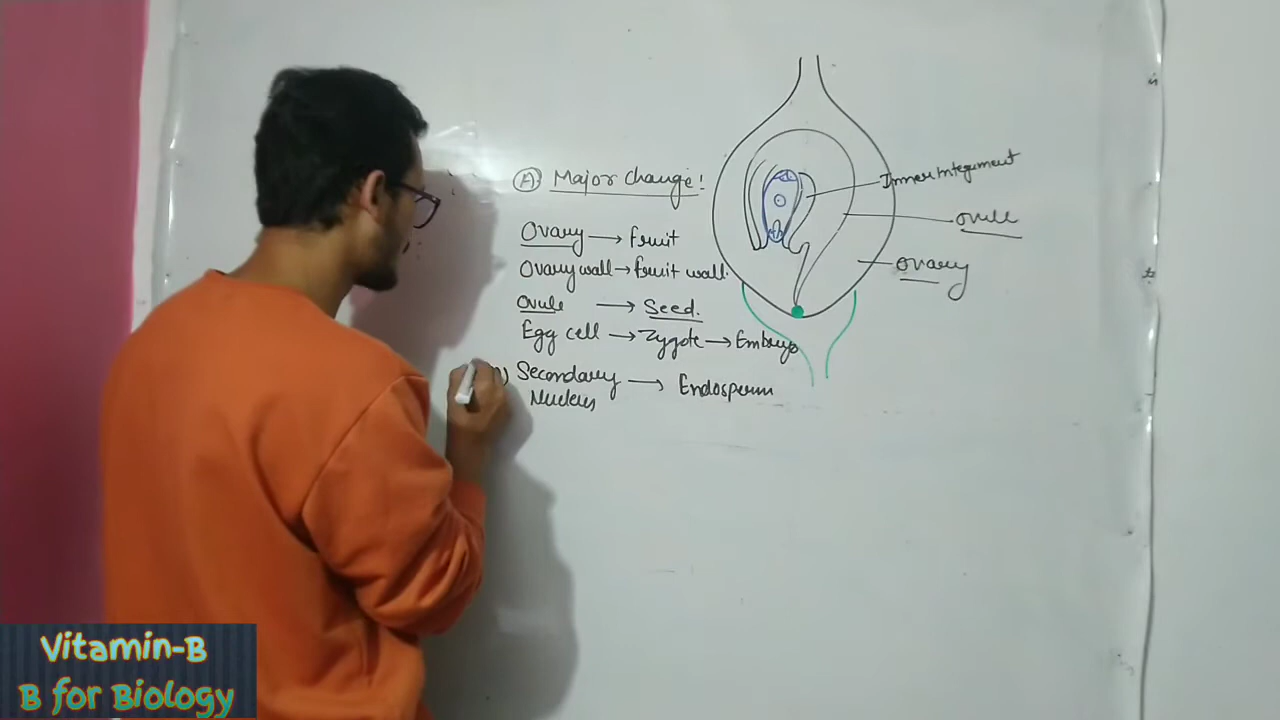 (A) Major Change!
Ovary → fruit
Ovary wall → fruit wall.
Ovule → Seed.
Egg cell → Zygote → Embryo
Secondary → Endosperm
Nucleus
Inner integument
ovule
ovary
Vitamin-B
B for Biology